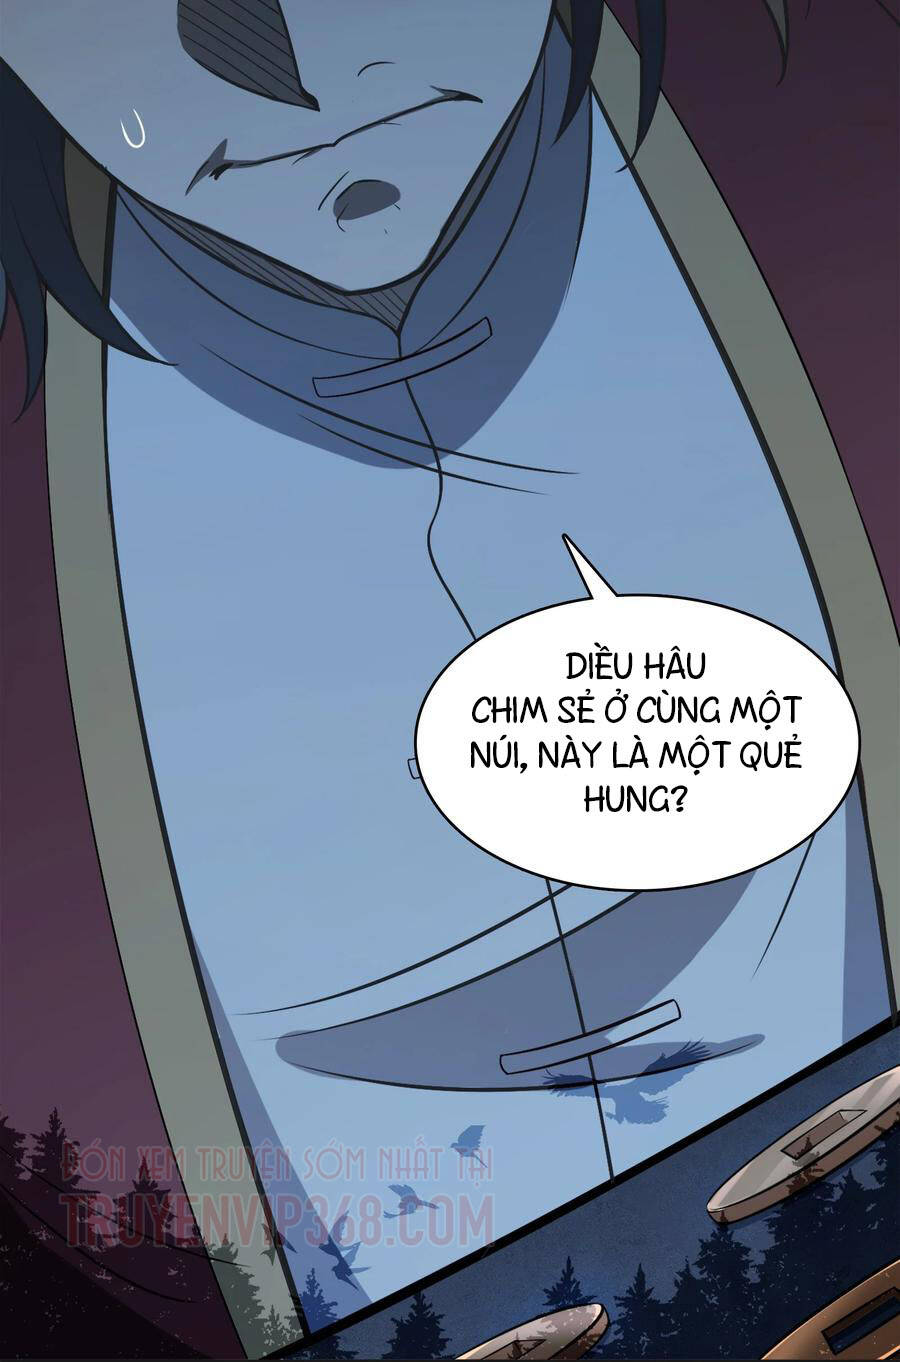 DIỀU HÂU
CHIM SẺ Ở CÙNG MỘT
NÚI, NÀY LÀ MỘT QUẺ
HUNG?
ĐÓN XEM TRUYỆN SỚM NHẤT TẠI
TRUYENVIP368.COM